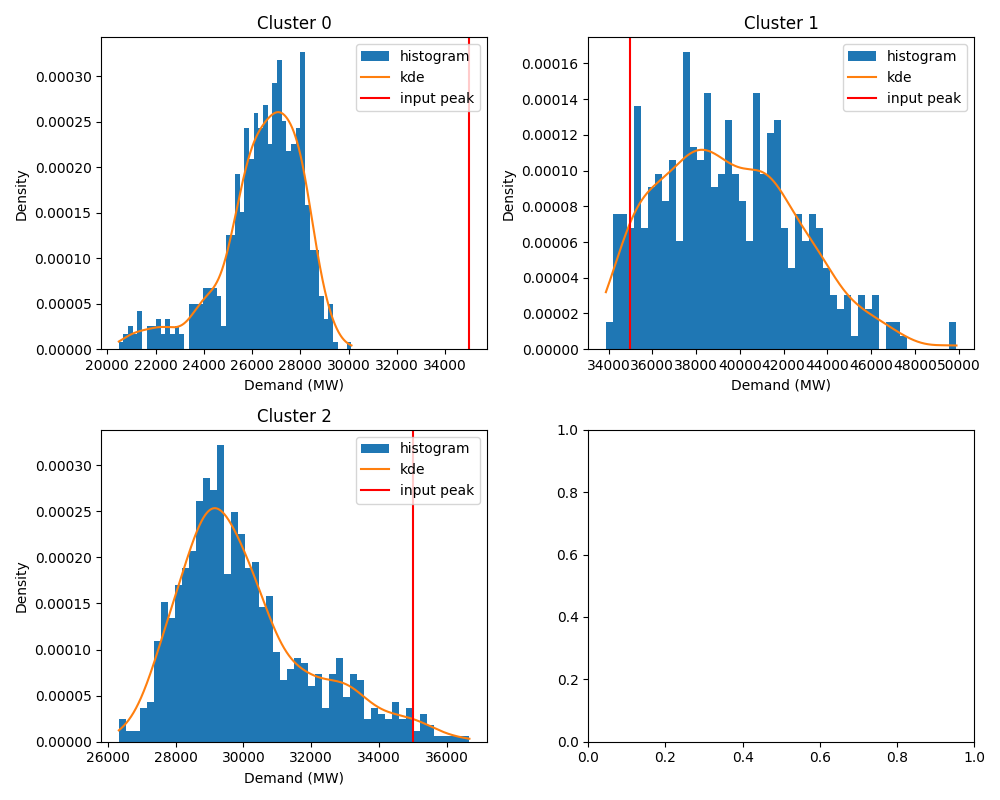 Cluster 0
Density
0.00030
0.00025
0.00020
0.00015
0.00010
0.00005
0.00000
histogram
kde
input peak
20000 22000 24000 26000 28000 30000 32000 34000
Demand (MW)
Cluster 1
Density
0.00016
0.00014
0.00012
0.00010
0.00008
0.00006
0.00004
0.00002
0.00000
histogram
kde
input peak
34000 36000 38000 40000 42000 44000 46000 48000 50000
Demand (MW)
Cluster 2
Density
0.00030
0.00025
0.00020
0.00015
0.00010
0.00005
0.00000
histogram
kde
input peak
26000 28000 30000 32000 34000 36000
Demand (MW)
1.0
0.8
0.6
0.4
0.2
0.0
0.0 0.2 0.4 0.6 0.8 1.0